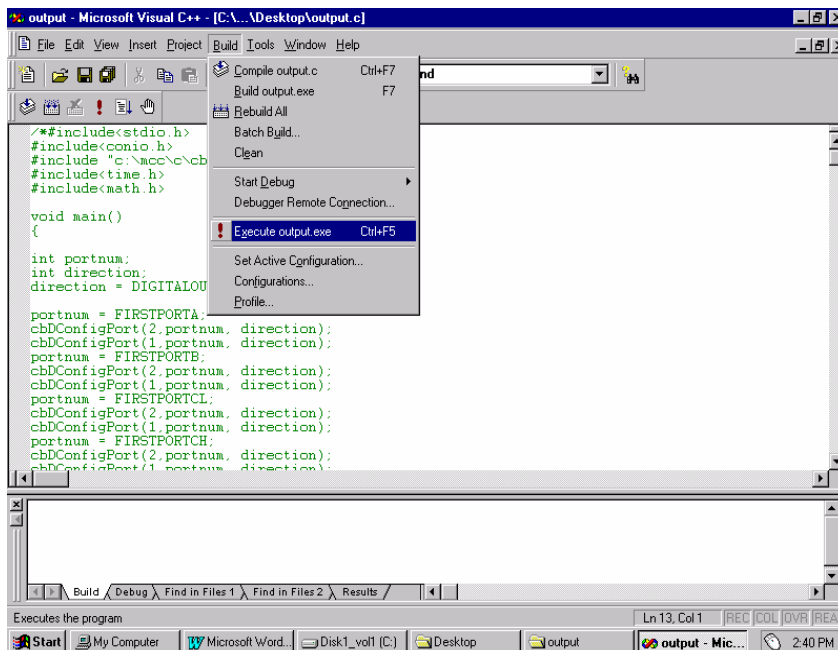 output - Microsoft Visual C++ - [C:\...\Desktop\output.c]
File Edit View Insert Project Build Tools Window Help
Compile output.c Ctrl+F7
Build output.exe F7
Rebuild All
Batch Build...
Clean
Start Debug
Debugger Remote Connection...
Execute output.exe Ctrl+F5
Set Active Configuration...
Configurations...
Profile...
nd
/*#include<stdio.h>
#include<conio.h>
#include "c:\mcc\c\cb
#include<time.h>
#include<math.h>
void main()
{
int portnum;
int direction;
direction = DIGITALOU
portnum = FIRSTPORTA;
cbDConfigPort(2,portnum, direction);
cbDConfigPort(1,portnum, direction);
portnum = FIRSTPORTB;
cbDConfigPort(2,portnum, direction);
cbDConfigPort(1,portnum, direction);
portnum = FIRSTPORTCL;
cbDConfigPort(2,portnum, direction);
cbDConfigPort(1,portnum, direction);
portnum = FIRSTPORTCH;
cbDConfigPort(2,portnum, direction);
cbDConfigPort(1,portnum, direction);
Build Debug Find in Files 1 Find in Files 2 Results
Executes the program Ln 13, Col 1 REC COL OVR REA
Start My Computer Microsoft Word... Disk1_vol1 (C:) Desktop output output - Mic... 2:40 PM